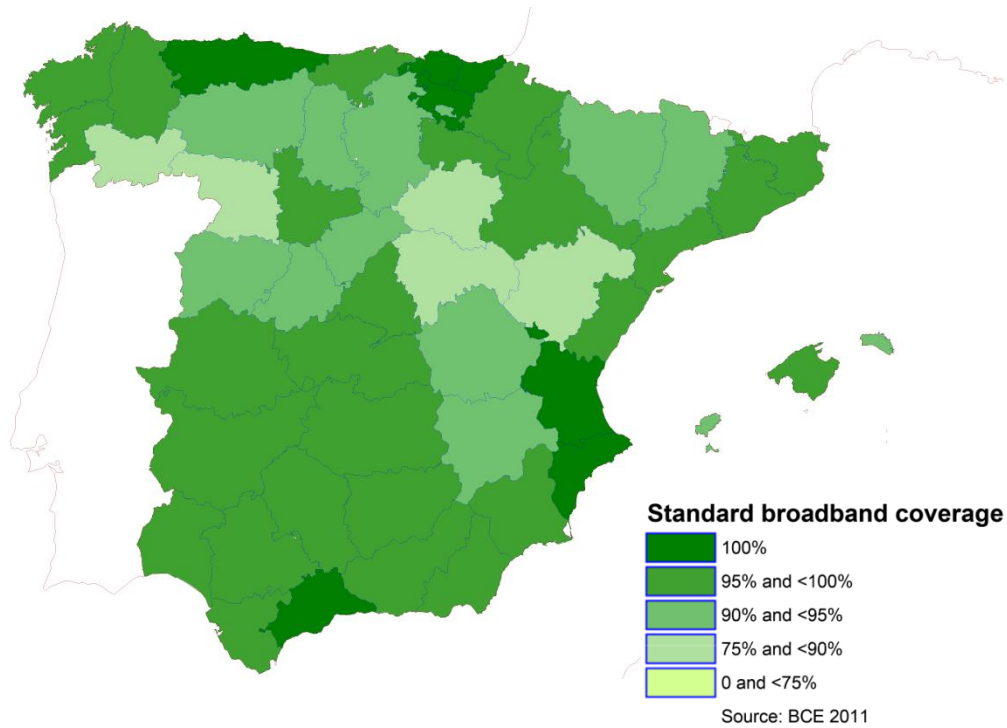 Standard broadband coverage
100%
95% and <100%
90% and <95%
75% and <90%
0 and <75%
Source: BCE 2011